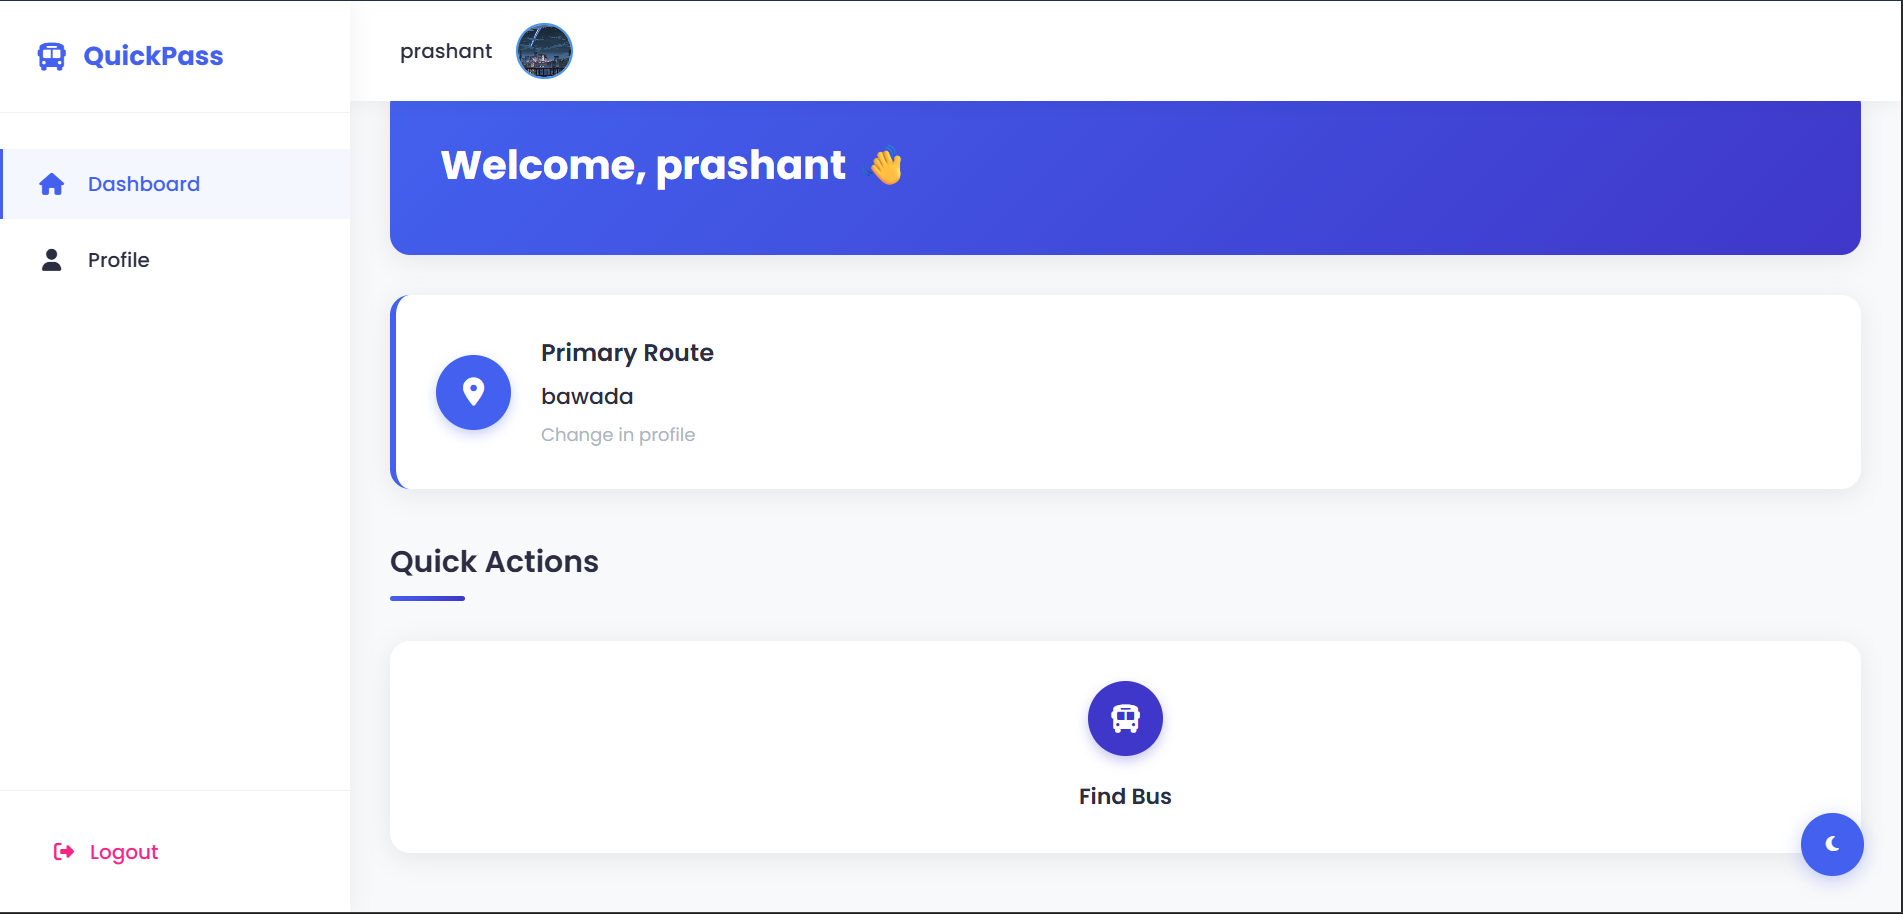 QuickPass
prashant
Dashboard
Profile
Logout
Welcome, prashant 👋
Primary Route
bawada
Change in profile
Quick Actions
Find Bus